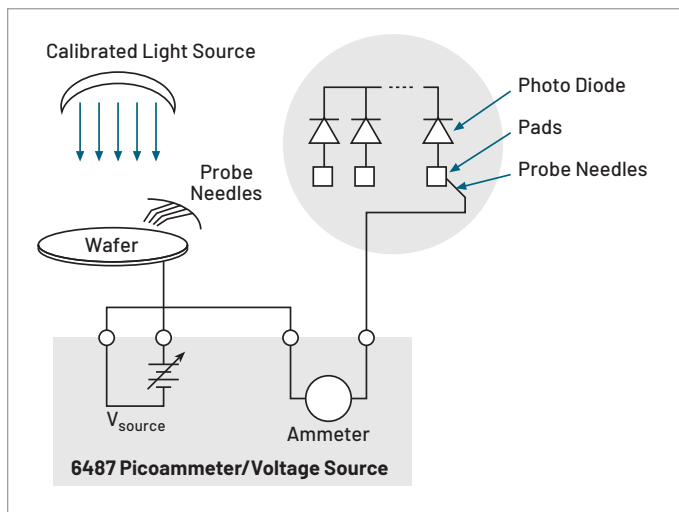 Calibrated Light Source
Photo Diode
Pads
Probe Needles
Probe
Needles
Wafer
Vsource
Ammeter
6487 Picoammeter/Voltage Source